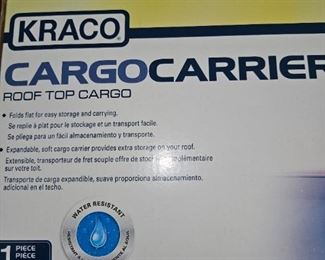 KRACO
CARGOCARRIER
ROOF TOP CARGO
• Folds flat for easy storage and carrying.
Se replie à plat pour le stockage et un transport facile.
Se pliega para un fácil almacenamiento y transporte.
• Expandable, soft cargo carrier provides extra storage on your roof.
Extensible, transporteur de fret souple offre de stockage supplémentaire
sur votre toit.
Transporte de carga expandible, suave proporciona almacenamiento
adicional en el techo.
WATER RESISTANT
1 PIECE
PIÈCE